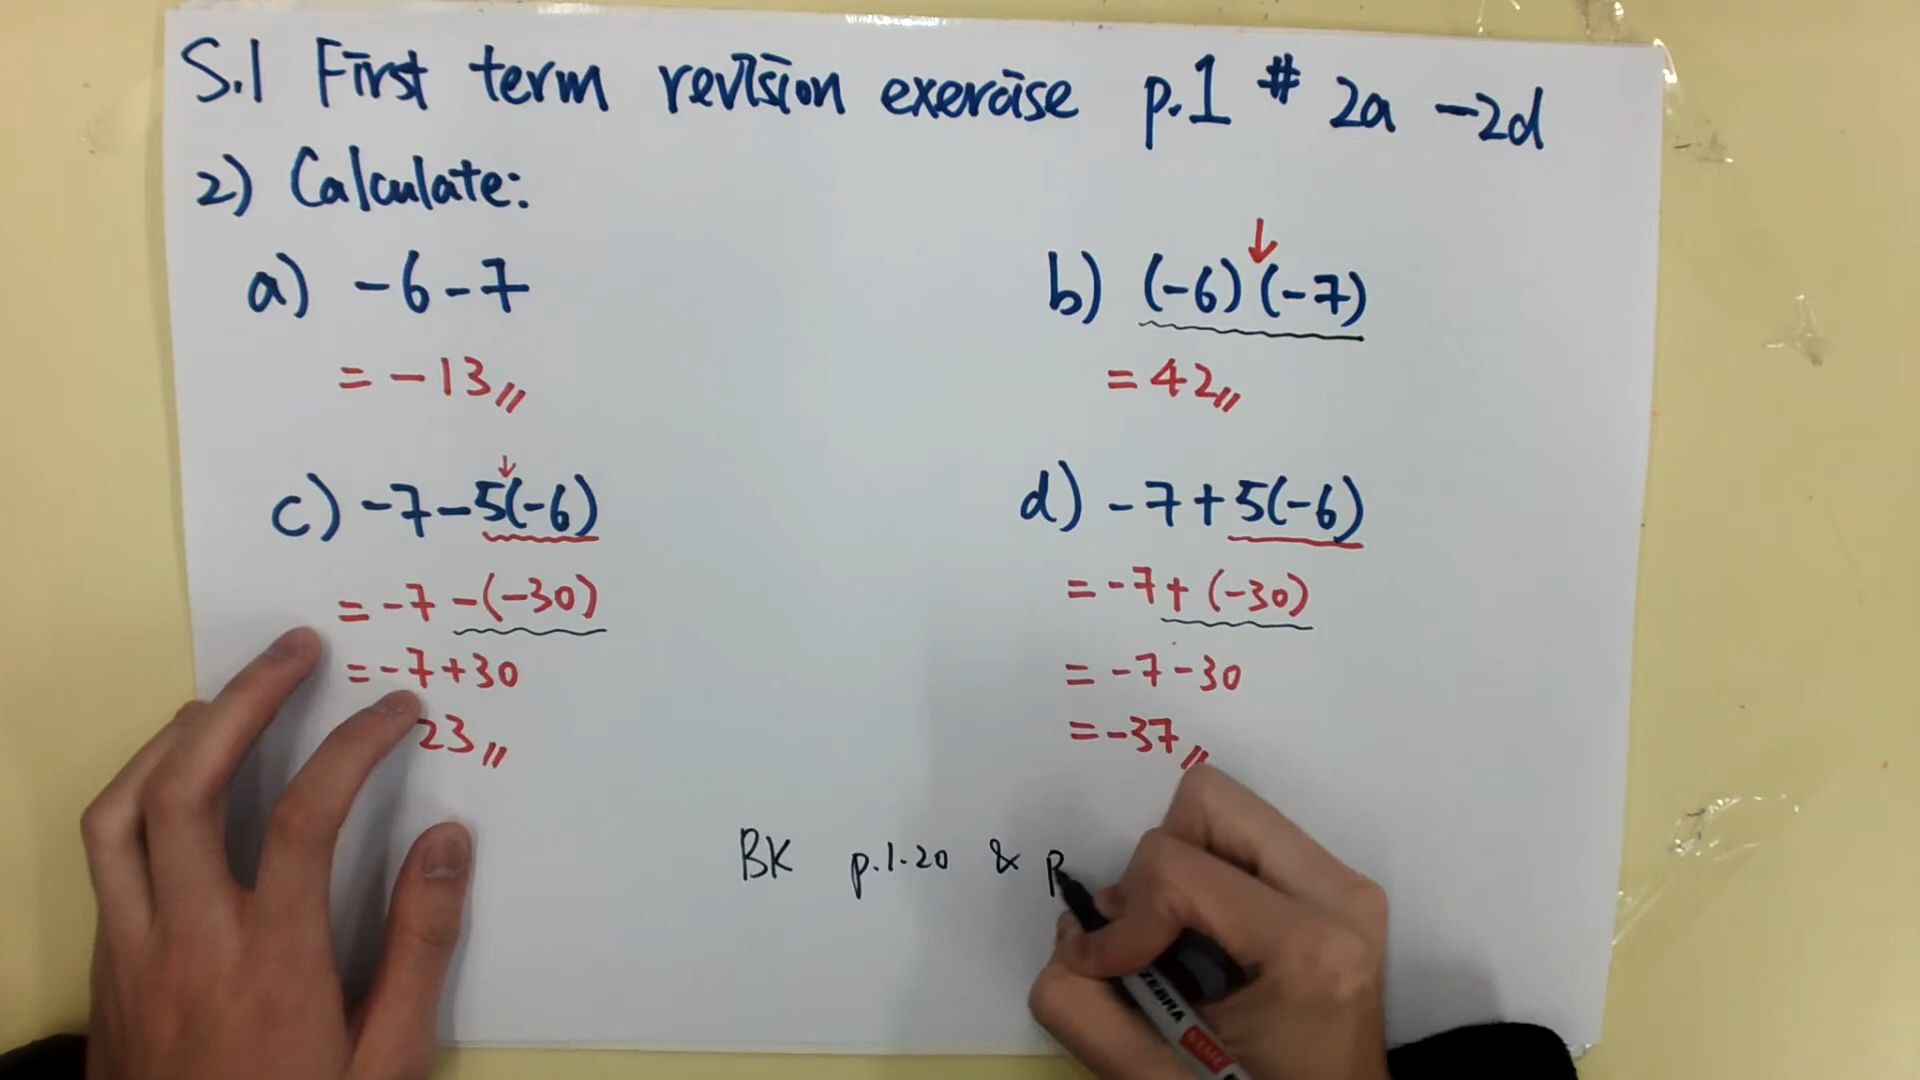 S.1 First term revision exercise p.1 # 2a - 2d
2) Calculate:
a) -6-7
= -13
b) (-6)(-7)
= 42
c) -7-5(-6)
= -7-(-30)
= -7+30
23
d) -7+5(-6)
= -7+(-30)
= -7-30
= -37
BK p.1.20 & p
ZEBRA